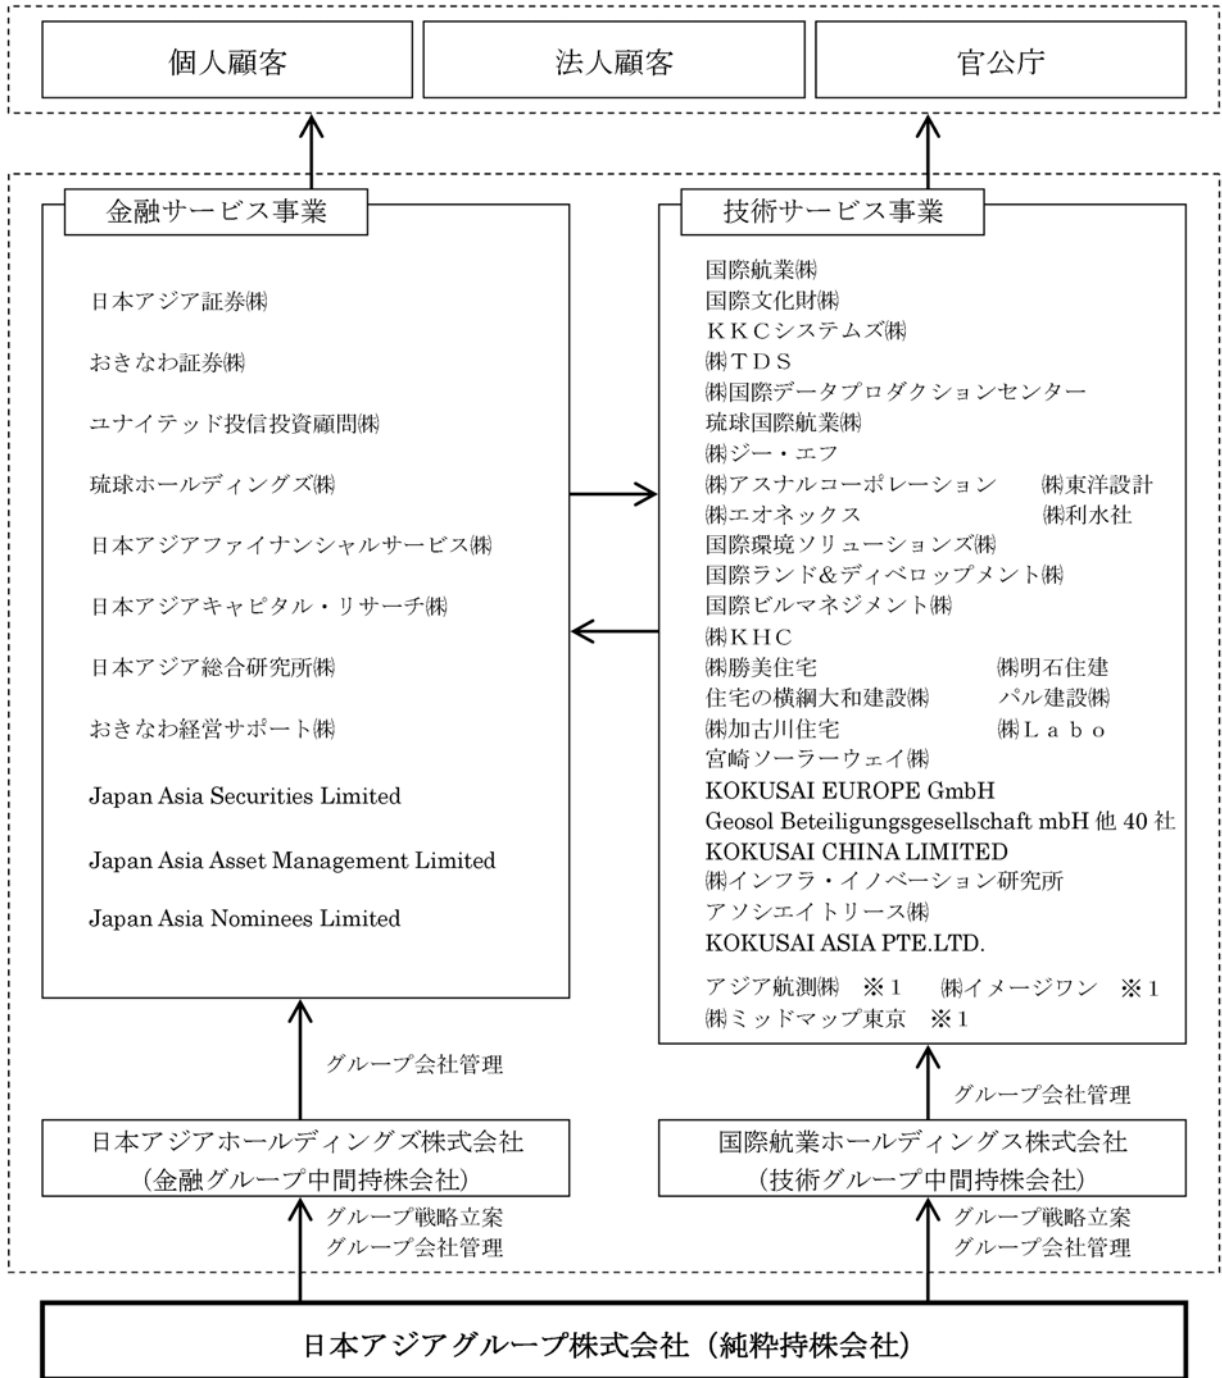 個人顧客
法人顧客
官公庁
金融サービス事業
日本アジア証券㈱
おきなわ証券㈱
ユナイテッド投信投資顧問㈱
琉球ホールディングズ㈱
日本アジアファイナンシャルサービス㈱
日本アジアキャピタル・リサーチ㈱
日本アジア総合研究所㈱
おきなわ経営サポート㈱
Japan Asia Securities Limited
Japan Asia Asset Management Limited
Japan Asia Nominees Limited
技術サービス事業
国際航業㈱
国際文化財㈱
ＫＫＣシステムズ㈱
㈱ＴＤＳ
㈱国際データプロダクションセンター
琉球国際航業㈱
㈱ジー・エフ
㈱アスナルコーポレーション　㈱東洋設計
㈱エオネックス　㈱利水社
国際環境ソリューションズ㈱
国際ランド＆ディベロップメント㈱
国際ビルマネジメント㈱
㈱ＫＨＣ
㈱勝美住宅　㈱明石住建
住宅の横綱大和建設㈱　パル建設㈱
㈱加古川住宅　㈱Ｌａｂｏ
宮崎ソーラーウェイ㈱
KOKUSAI EUROPE GmbH
Geosol Beteiligungsgesellschaft mbH 他 40 社
KOKUSAI CHINA LIMITED
㈱インフラ・イノベーション研究所
アソシエイトリース㈱
KOKUSAI ASIA PTE.LTD.
アジア航測㈱　※１　㈱イメージワン　※１
㈱ミッドマップ東京　※１
グループ会社管理
グループ会社管理
日本アジアホールディングズ株式会社
（金融グループ中間持株会社）
国際航業ホールディングス株式会社
（技術グループ中間持株会社）
グループ戦略立案
グループ会社管理
グループ戦略立案
グループ会社管理
日本アジアグループ株式会社（純粋持株会社）